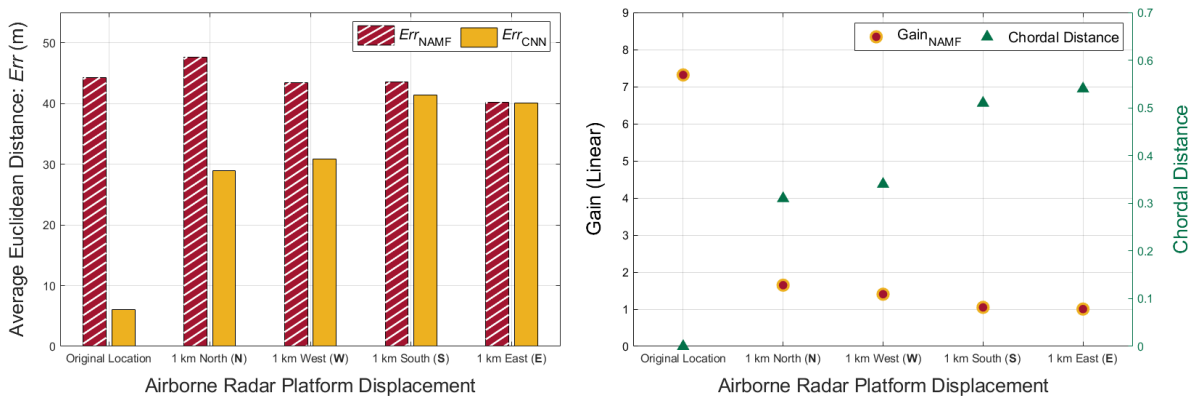 Average Euclidean Distance: Err (m)
50
40
30
20
10
0
Err_NAMF Err_CNN
Original Location 1 km North (N) 1 km West (W) 1 km South (S) 1 km East (E)
Airborne Radar Platform Displacement
Gain (Linear)
9
8
7
6
5
4
3
2
1
0
Gain_NAMF Chordal Distance
0.7
0.6
0.5
0.4
0.3
0.2
0.1
0
Chordal Distance
Original Location 1 km North (N) 1 km West (W) 1 km South (S) 1 km East (E)
Airborne Radar Platform Displacement